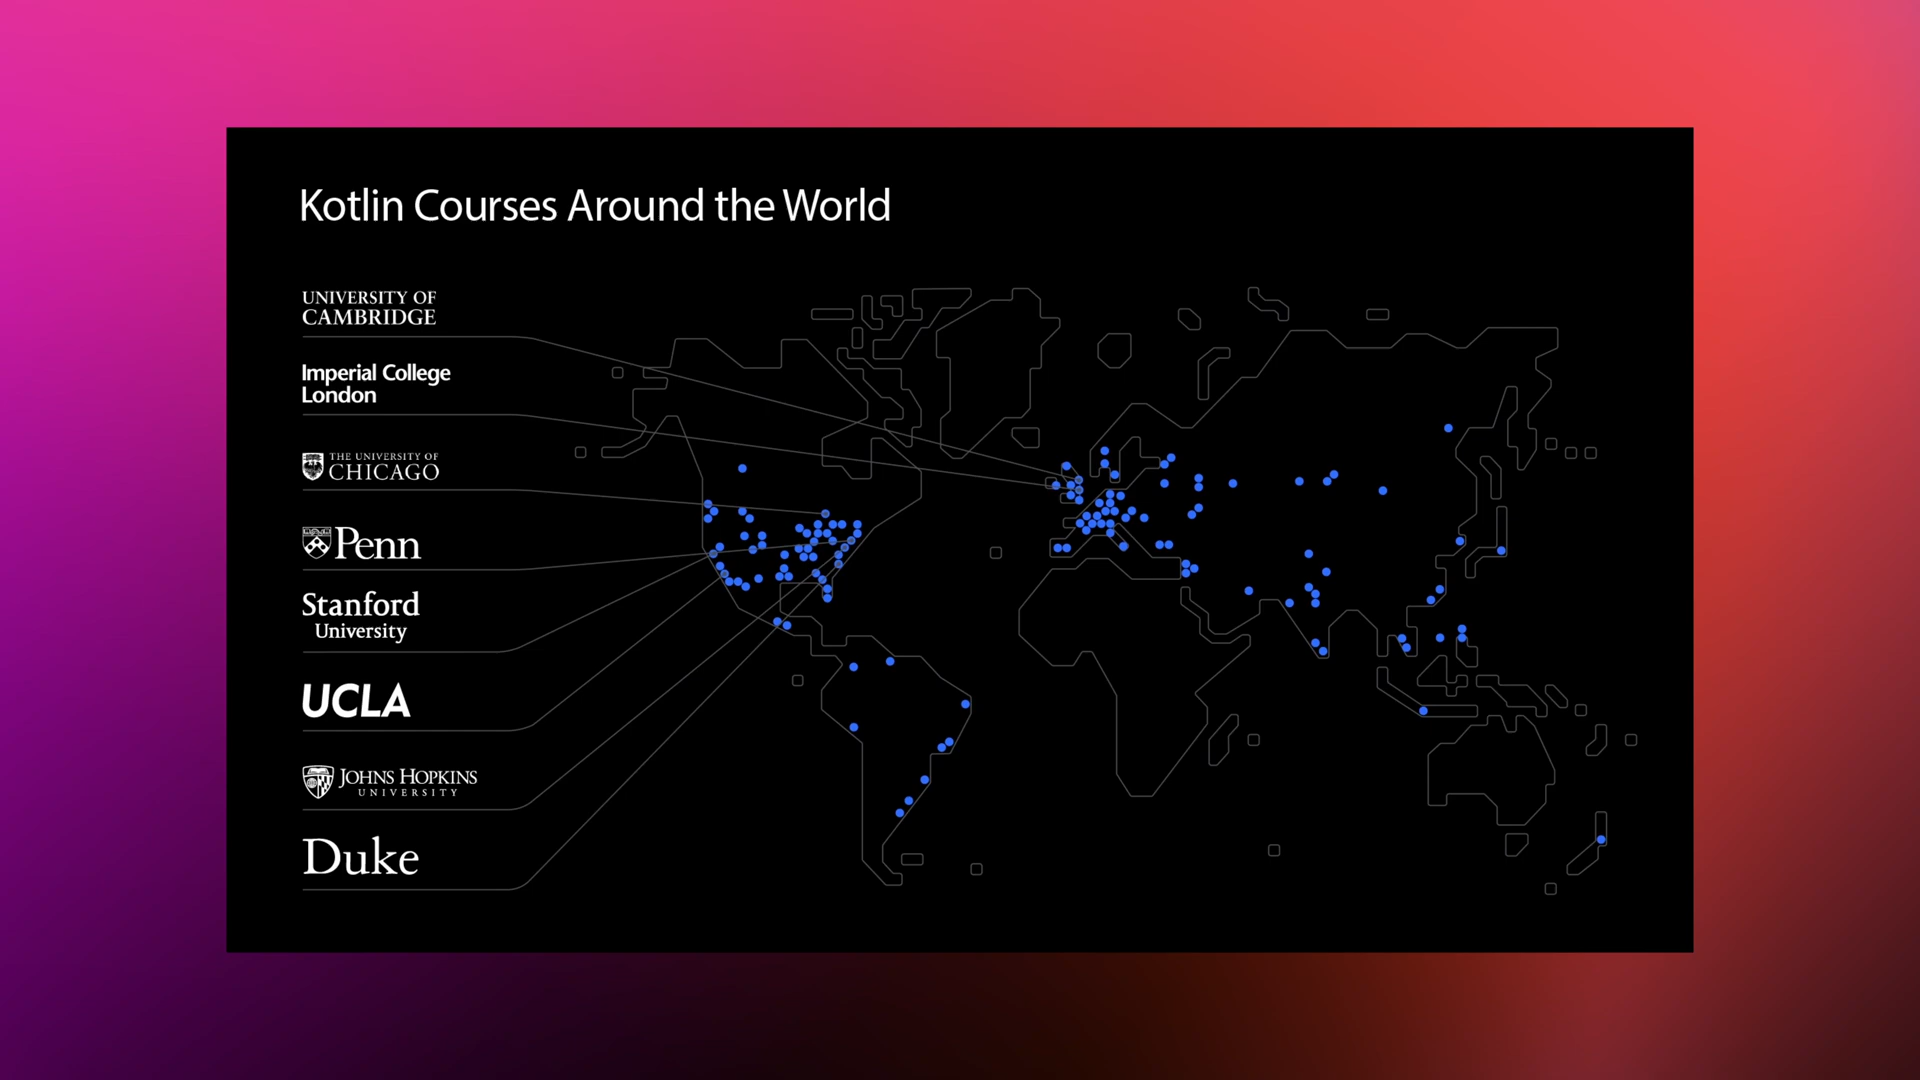 Kotlin Courses Around the World
UNIVERSITY OF
CAMBRIDGE
Imperial College
London
THE UNIVERSITY OF
CHICAGO
Penn
Stanford
University
UCLA
JOHNS HOPKINS
UNIVERSITY
Duke